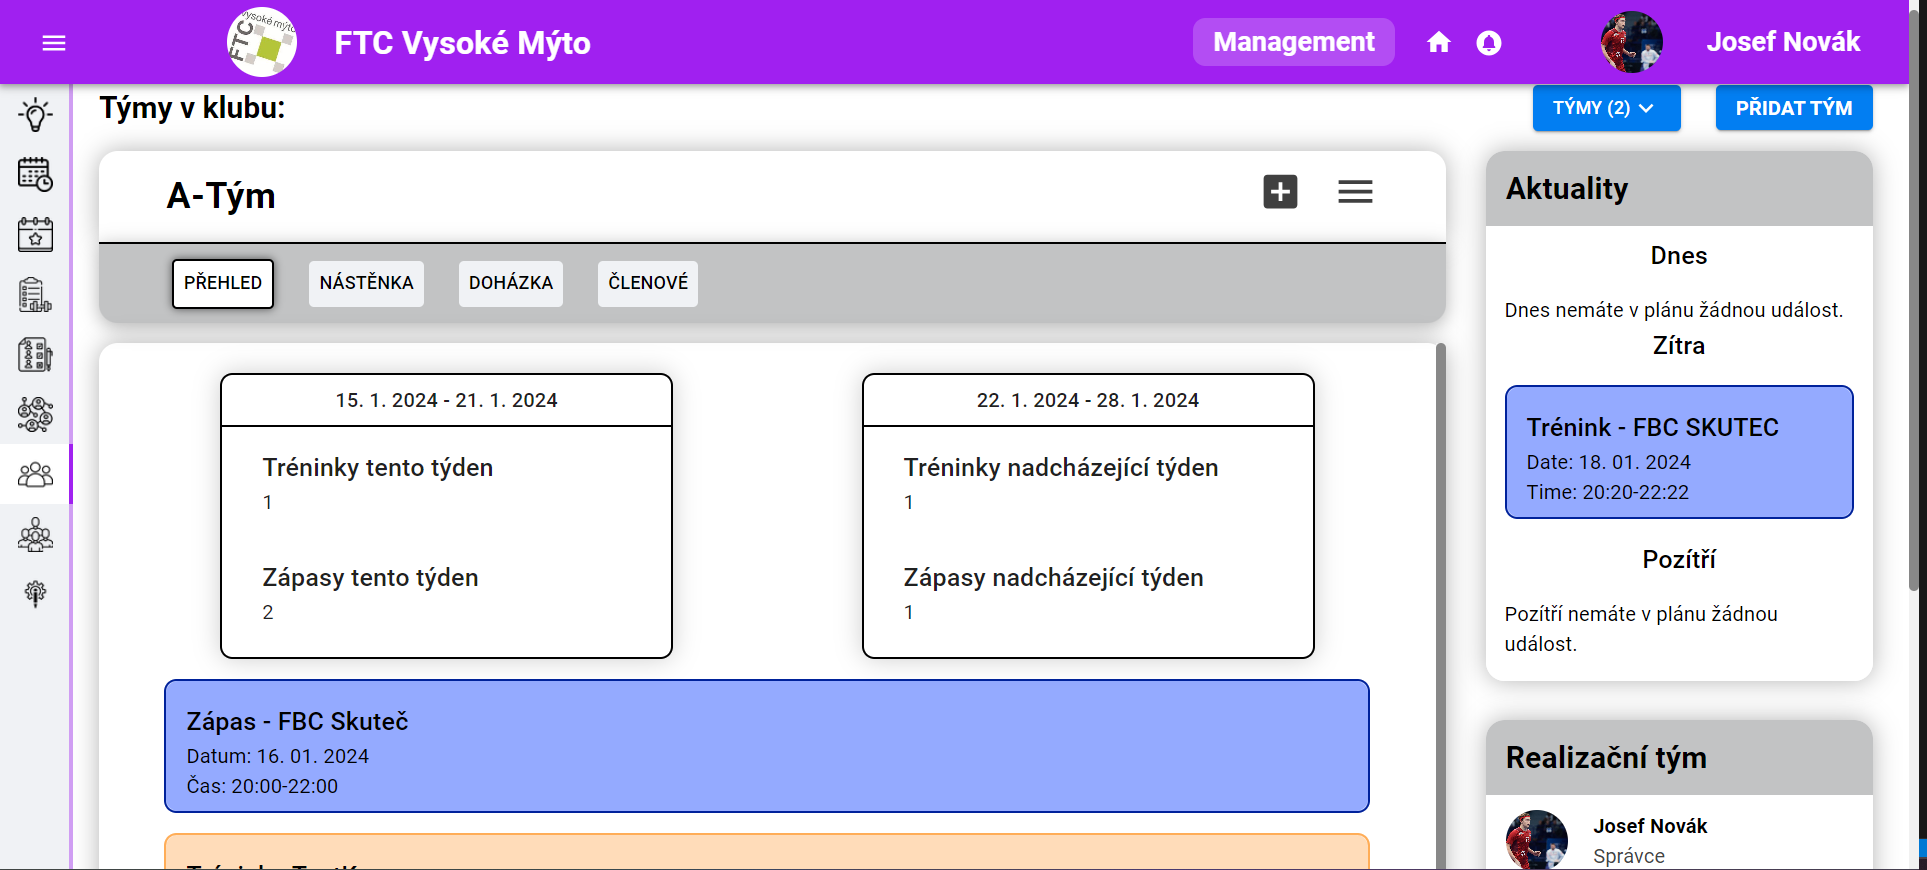 vysoké mýto
FTC
FTC Vysoké Mýto
Management
Josef Novák
Týmy v klubu:
TÝMY (2)
PŘIDAT TÝM
A-Tým
PŘEHLED
NÁSTĚNKA
DOHÁZKA
ČLENOVÉ
15. 1. 2024 - 21. 1. 2024
Tréninky tento týden
1
Zápasy tento týden
2
22. 1. 2024 - 28. 1. 2024
Tréninky nadcházející týden
1
Zápasy nadcházející týden
1
Zápas - FBC Skuteč
Datum: 16. 01. 2024
Čas: 20:00-22:00
Aktuality
Dnes
Dnes nemáte v plánu žádnou událost.
Zítra
Trénink - FBC SKUTEC
Date: 18. 01. 2024
Time: 20:20-22:22
Pozítří
Pozítří nemáte v plánu žádnou
událost.
Realizační tým
Josef Novák
Správce